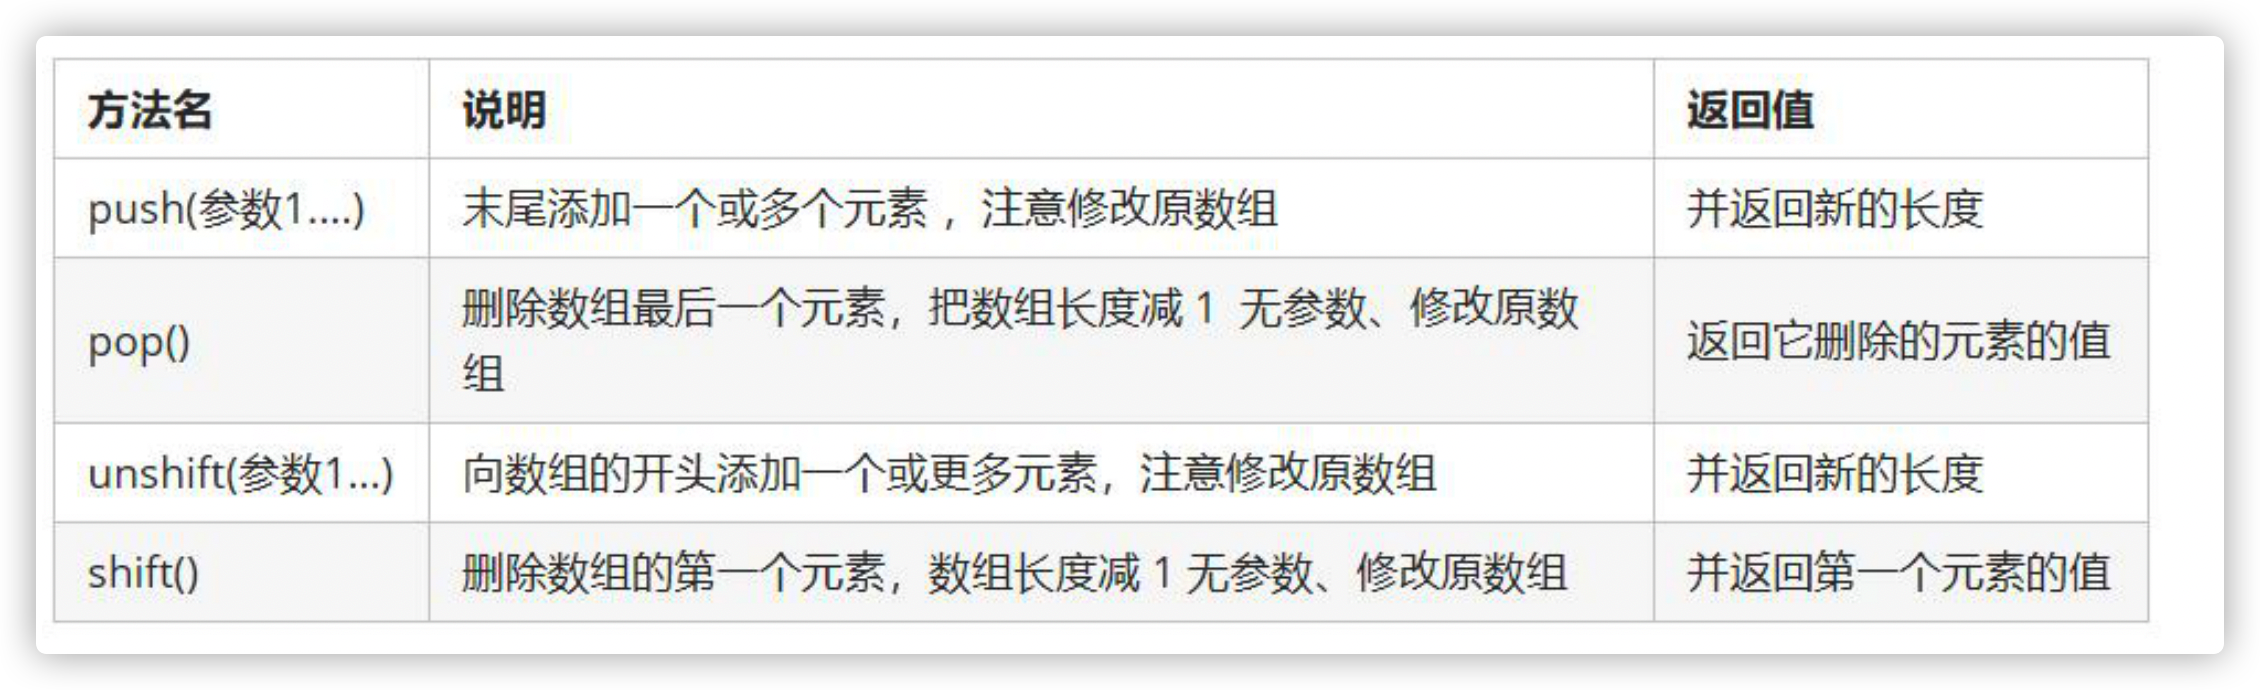 方法名 说明 返回值
push(参数1....) 末尾添加一个或多个元素 ，注意修改原数组 并返回新的长度
pop() 删除数组最后一个元素，把数组长度减 1 无参数、修改原数
组 返回它删除的元素的值
unshift(参数1...) 向数组的开头添加一个或更多元素，注意修改原数组 并返回新的长度
shift() 删除数组的第一个元素，数组长度减 1 无参数、修改原数组 并返回第一个元素的值